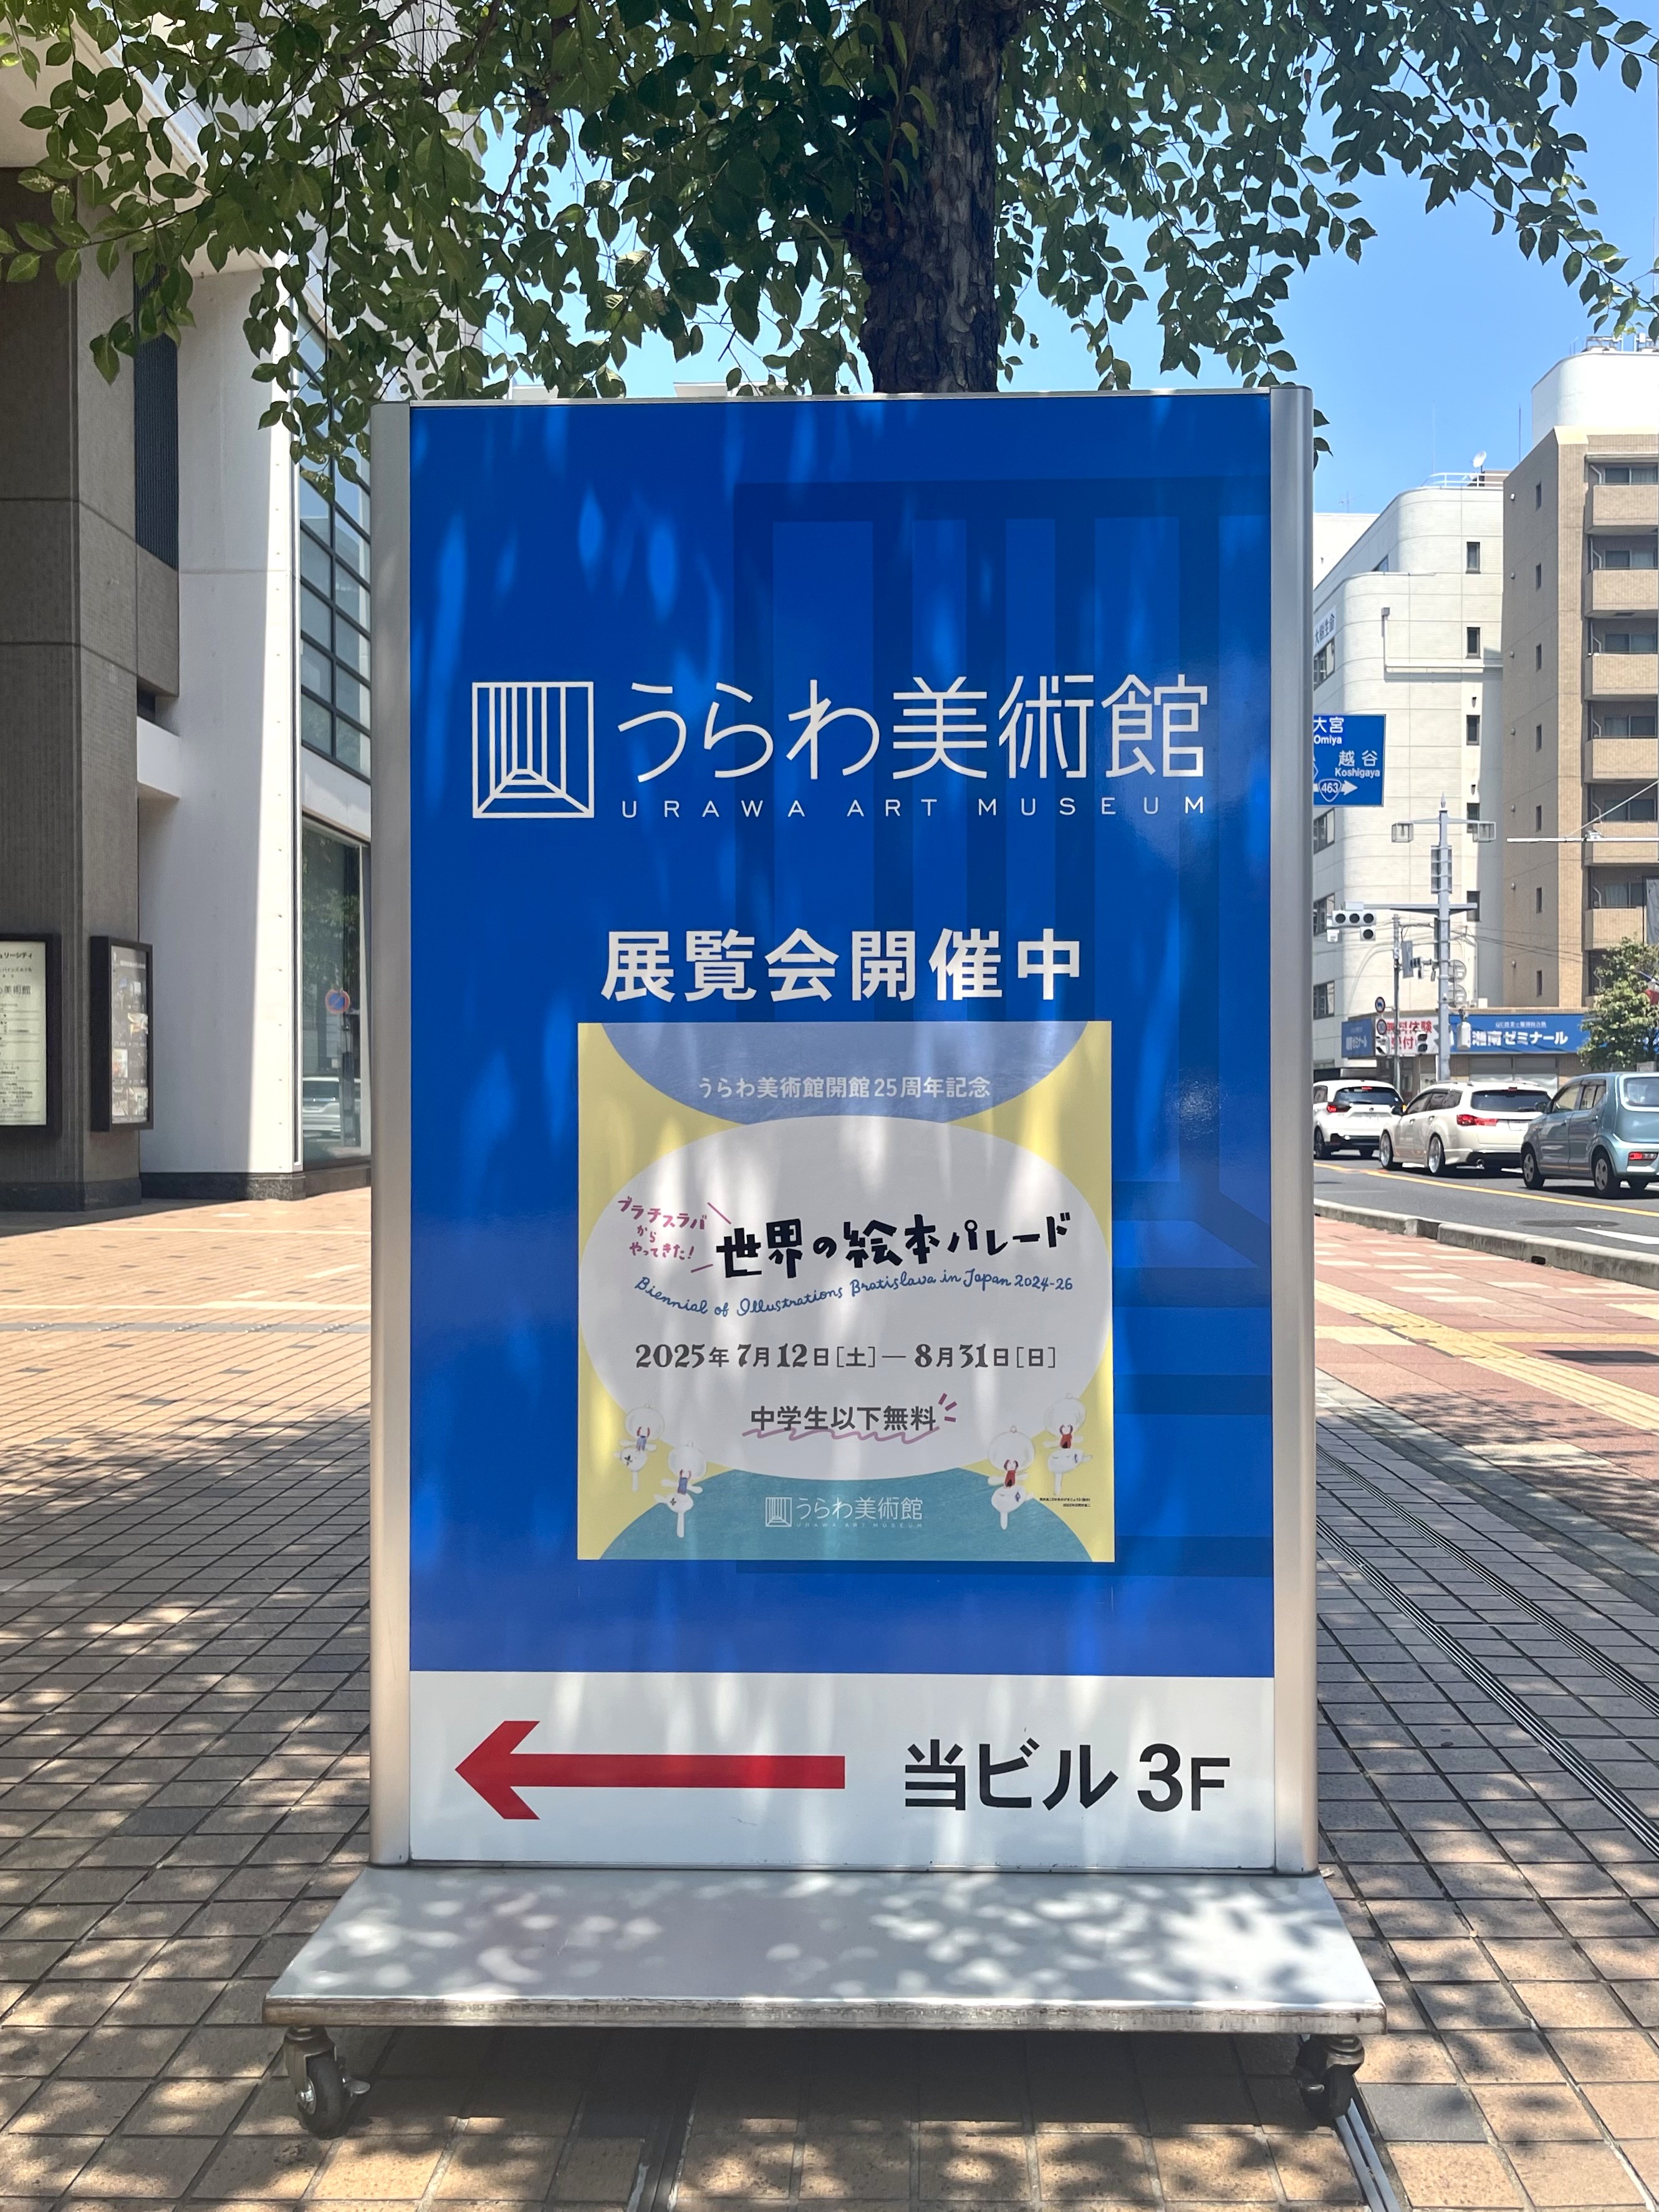 うらわ美術館
URAWA ART MUSEUM
展覧会開催中
うらわ美術館開館25周年記念
ブラチスラバ
から
やってきた!
世界の絵本パレード
Biennial of Illustrations Bratislava in Japan 2024-26
2025年7月12日[土]—8月31日[日]
中学生以下無料
うらわ美術館
URAWA ART MUSEUM
当ビル 3F
大宮
Omiya
越谷
Koshigaya
463
湘南ゼミナール